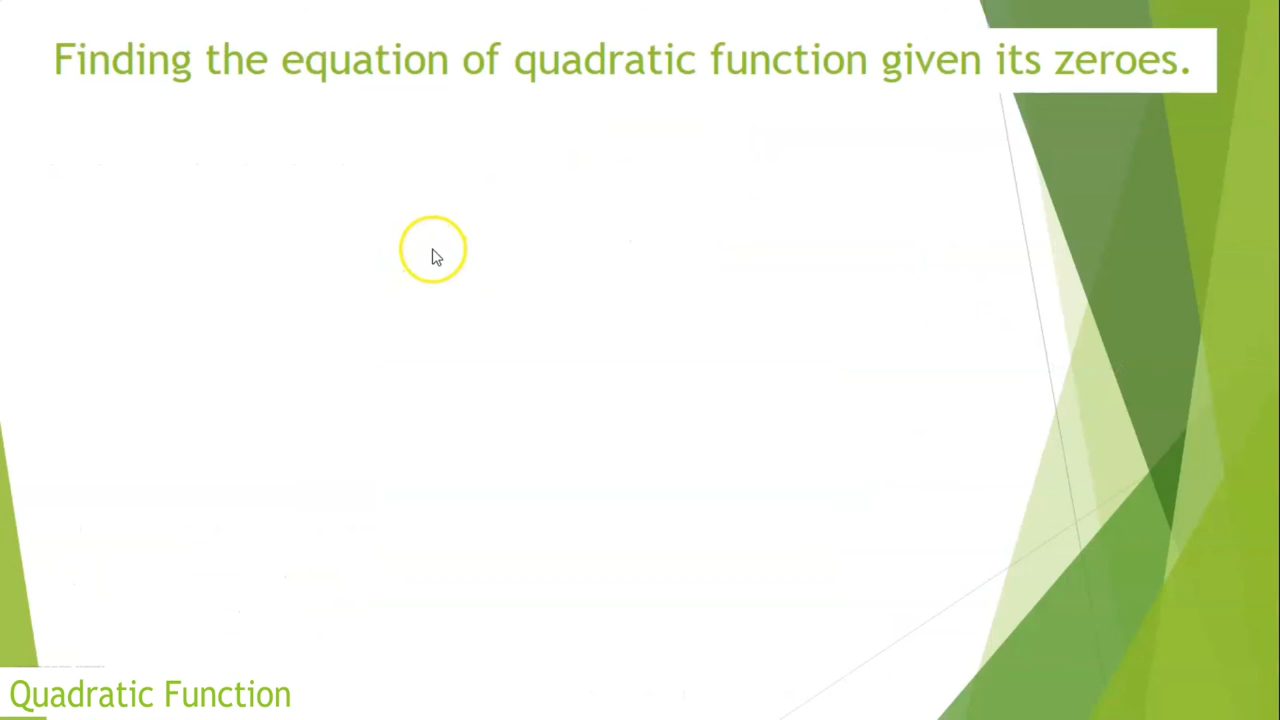 Finding the equation of quadratic function given its zeroes.
Quadratic Function